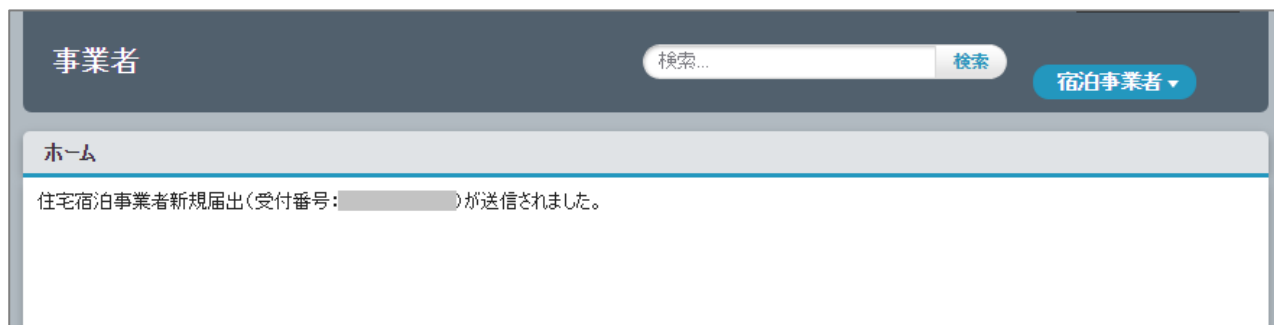 事業者
検索...
検索
宿泊事業者▼
ホーム
住宅宿泊事業者新規届出(受付番号: )が送信されました。